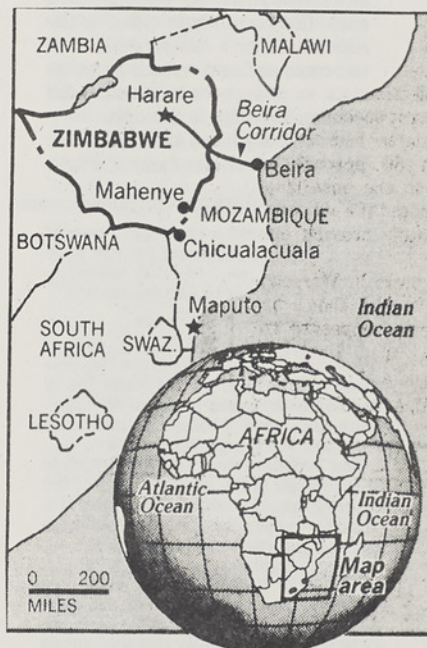 ZAMBIA
MALAWI
Harare
Beira
Corridor
ZIMBABWE
Beira
Mahenye
MOZAMBIQUE
BOTSWANA
Chicualacuala
Maputo
Indian
Ocean
SOUTH
AFRICA
SWAZ.
LESOTHO
AFRICA
Atlantic
Ocean
Indian
Ocean
Map
area
0 200
MILES